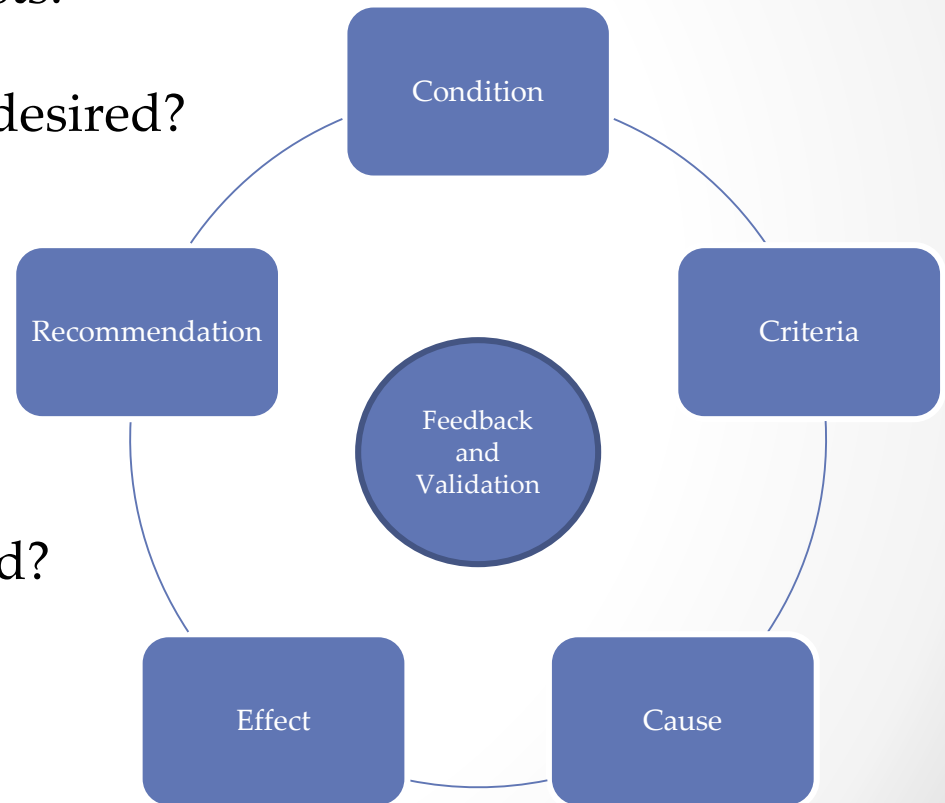 desired?
Condition
Recommendation
Criteria
Feedback
and
Validation
Effect
Cause